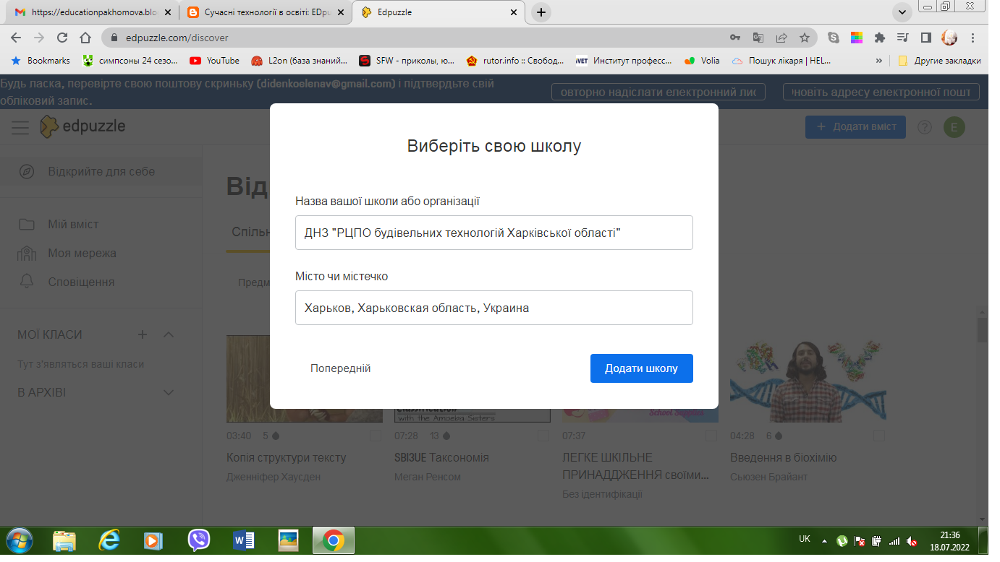 https://educationpakhomova.blo
Сучасні технології в освіті: EDpu
Edpuzzle
edpuzzle.com/discover
Bookmarks
симпсоны 24 сезо...
YouTube
L2on (база знаний...
SFW - приколы, ю...
rutor.info :: Свобод...
Институт професс...
Volia
Пошук лікаря | HEL...
»
Другие закладки
Будь ласка, перевірте свою поштову скриньку (didenkoelenav@gmail.com) і підтвердьте свій
обліковий запис.
овторно надіслати електронний лис
новіть адресу електронної пошт
edpuzzle
+ Додати вміст
?
E
Відкрийте для себе
Мій вміст
Моя мережа
Сповіщення
МОЇ КЛАСИ
Тут з'являться ваші класи
В АРХІВІ
Від
Спільн
Предм
Виберіть свою школу
Назва вашої школи або організації
ДНЗ "РЦПО будівельних технологій Харківської області"
Місто чи містечко
Харьков, Харьковская область, Украина
Попередній
Додати школу
Classification
with the Amoeba Sisters
School Supplies
03:40 5
Копія структури тексту
Дженніфер Хаусден
07:28 13
SBI3UE Таксономія
Меган Ренсом
07:37
ЛЕГКЕ ШКІЛЬНЕ
ПРИНАДДЖЕННЯ своїми...
Без ідентифікації
04:28 6
Введення в біохімію
Сьюзен Брайант
UK
21:36
18.07.2022